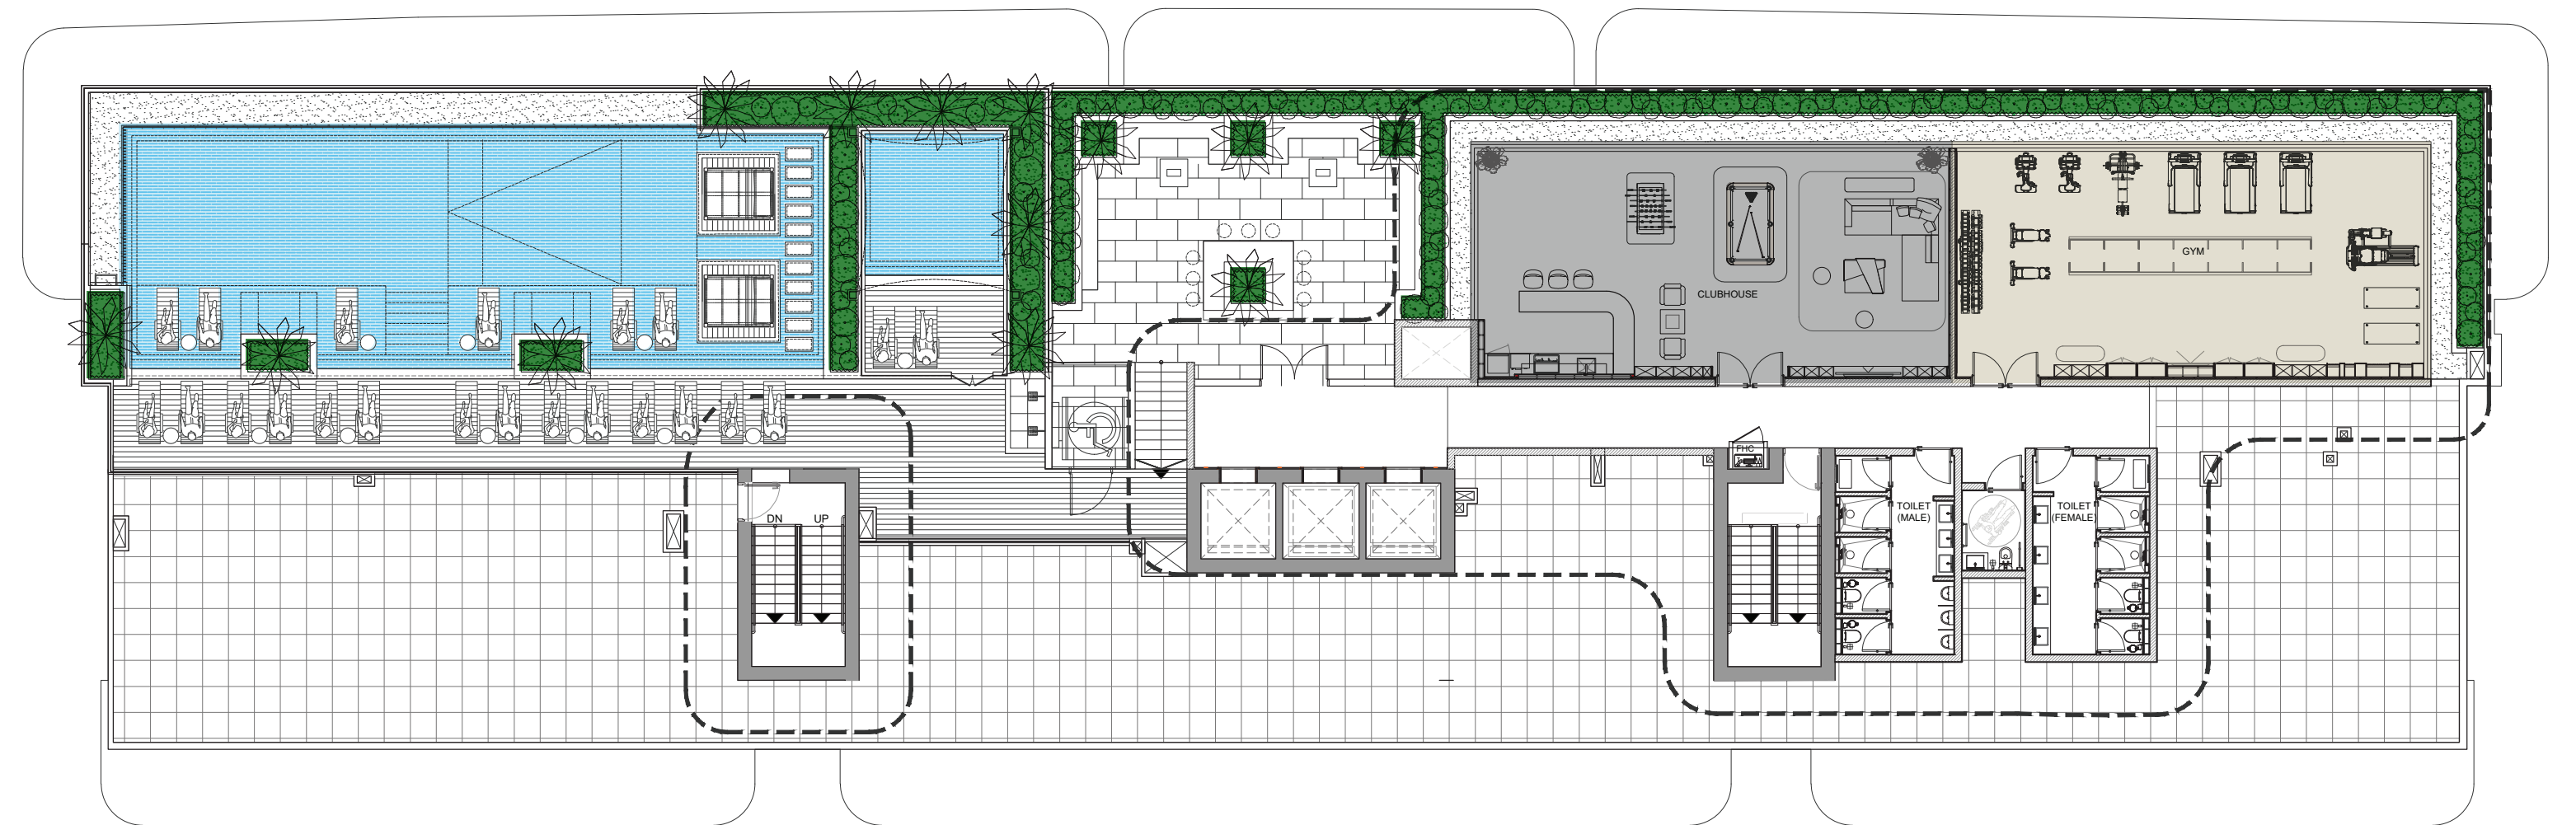 GYM
CLUBHOUSE
FHC
TOILET
(MALE)
TOILET
(FEMALE)
DN
UP